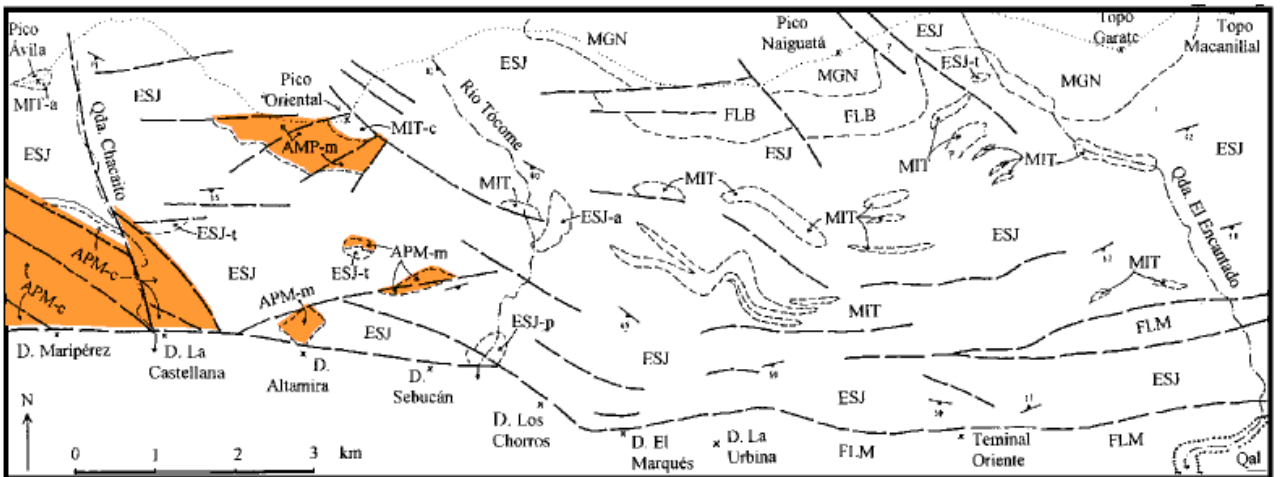 Pico
Ávila
MIT-a
ESJ
Qda. Chacaito
ESJ
Pico
Oriental
MIT-c
AMP-m
Río Tócome
ESJ
MGN
Pico
Naiguatá
MGN
?
ESJ
ESJ-t
Topo
Garate
Topo
Macanilial
MGN
FLB
FLB
ESJ
ESJ
MIT
MIT
Qda. El Encantado
ESJ-t
APM-c
APM-c
ESJ
15
APM-m
ESJ-t
APM-m
ESJ
MIT
ESJ-a
MIT
MIT
ESJ
MIT
MIT
ESJ-p
ESJ
FLM
ESJ
ESJ
FLM
FLM
Qal
D. Maripérez
D. La
Castellana
D.
Altamira
D.
Sebucán
D. Los
Chorros
D. El
Marqués
D. La
Urbina
Teminal
Oriente
N
0 1 2 3 km